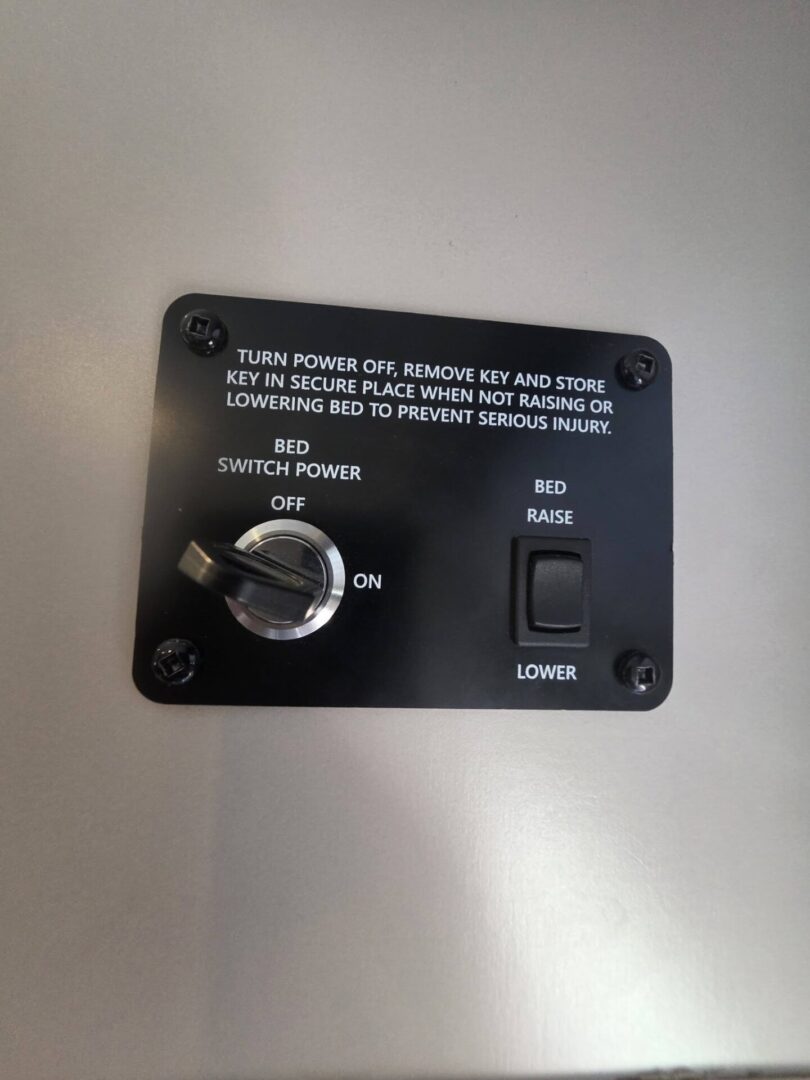 TURN POWER OFF, REMOVE KEY AND STORE
KEY IN SECURE PLACE WHEN NOT RAISING OR
LOWERING BED TO PREVENT SERIOUS INJURY.
BED
SWITCH POWER
OFF
ON
BED
RAISE
LOWER